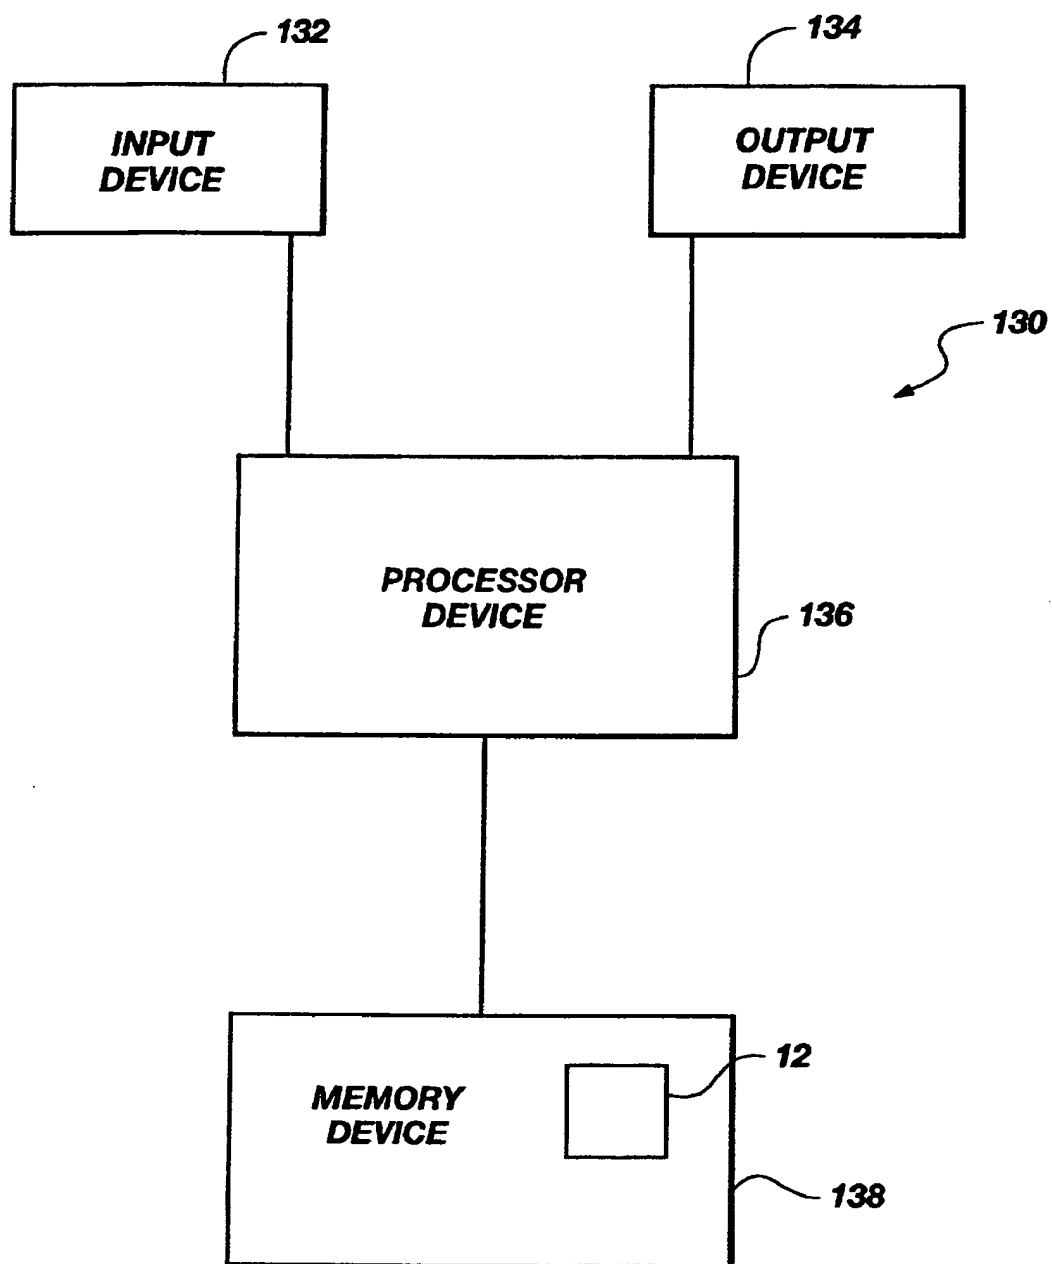 132
134
INPUT
DEVICE
OUTPUT
DEVICE
130
PROCESSOR
DEVICE
136
12
MEMORY
DEVICE
138